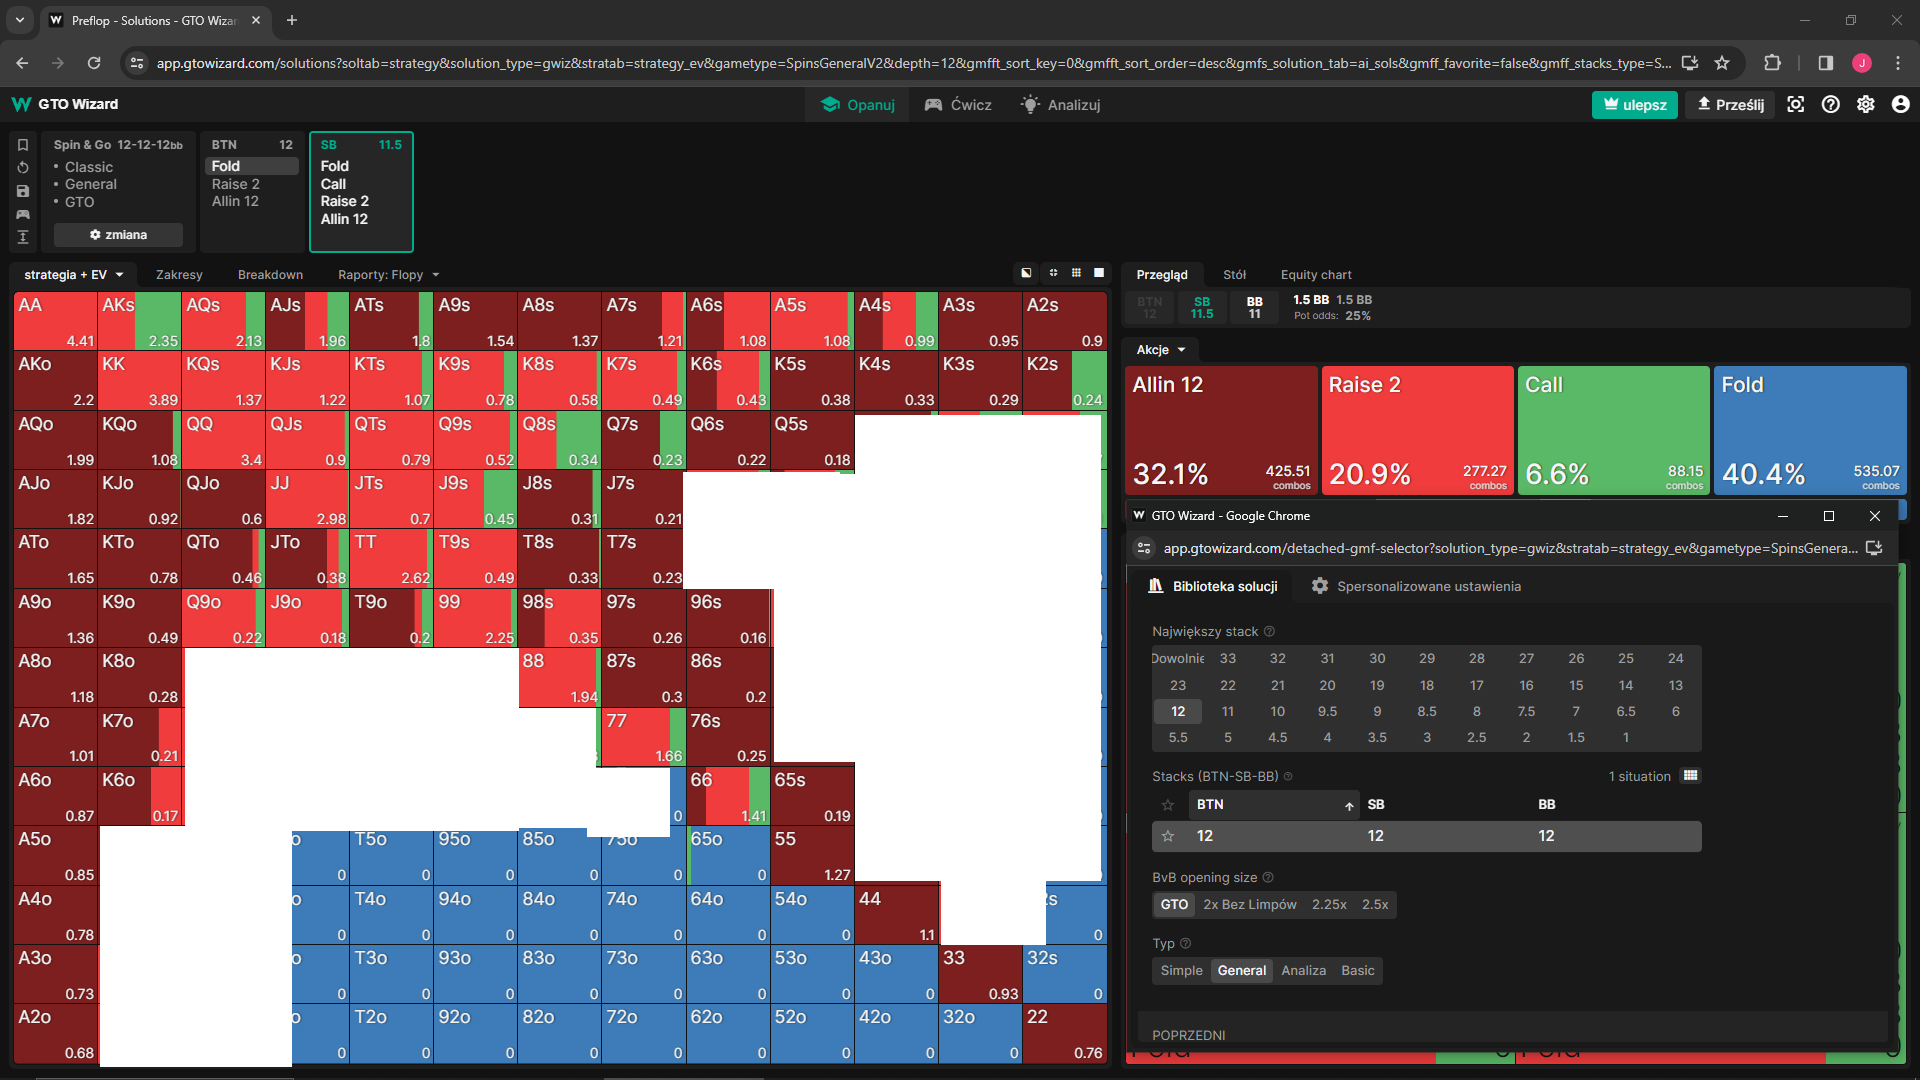 Preflop - Solutions - GTO Wizar
app.gtowizard.com/solutions?soltab=strategy&solution_type=gwiz&stratab=strategy_ev&gametype=SpinsGeneralV2&depth=12&gmfft_sort_key=0&gmfft_sort_order=desc&gmfs_solution_tab=ai_sols&gmff_favorite=false&gmff_stacks_type=S...
J
GTO Wizard
Opanuj
Ćwicz
Analizuj
ulepsz
Prześlij
Spin & Go 12-12-12bb
• Classic
• General
• GTO
zmiana
BTN 12
Fold
Raise 2
Allin 12
SB 11.5
Fold
Call
Raise 2
Allin 12
strategia + EV
Zakresy
Breakdown
Raporty: Flopy
AA AKs AQs AJs ATs A9s A8s A7s A6s A5s A4s A3s A2s
4.41 2.35 2.13 1.96 1.8 1.54 1.37 1.21 1.08 1.08 0.99 0.95 0.9
AKo KK KQs KJs KTs K9s K8s K7s K6s K5s K4s K3s K2s
2.2 3.89 1.37 1.22 1.07 0.78 0.58 0.49 0.43 0.38 0.33 0.29 0.24
AQo KQo QQ QJs QTs Q9s Q8s Q7s Q6s Q5s
1.99 1.08 3.4 0.9 0.79 0.52 0.34 0.23 0.22 0.18
AJo KJo QJo JJ JTs J9s J8s J7s
1.82 0.92 0.6 2.98 0.7 0.45 0.31 0.21
ATo KTo QTo JTo TT T9s T8s T7s
1.65 0.78 0.46 0.38 2.62 0.49 0.33 0.23
A9o K9o Q9o J9o T9o 99 98s 97s 96s
1.36 0.49 0.22 0.18 0.2 2.25 0.35 0.26 0.16
A8o K8o 88 87s 86s
1.18 0.28 1.94 0.3 0.2
A7o K7o 77 76s
1.01 0.21 1.66 0.25
A6o K6o 66 65s
0.87 0.17 0 1.41 0.19
A5o o T5o 95o 85o 75o 65o 55
0.85 0 0 0 0 0 0 1.27
A4o o T4o 94o 84o 74o 64o 54o 44 2s
0.78 0 0 0 0 0 0 0 1.1 0
A3o o T3o 93o 83o 73o 63o 53o 43o 33 32s
0.73 0 0 0 0 0 0 0 0 0.93 0
A2o o T2o 92o 82o 72o 62o 52o 42o 32o 22
0.68 0 0 0 0 0 0 0 0 0 0.76
Przegląd
Stół
Equity chart
BTN 12
SB 11.5
BB 11
1.5 BB 1.5 BB
Pot odds: 25%
Akcje
Allin 12
32.1% 425.51 combos
Raise 2
20.9% 277.27 combos
Call
6.6% 88.15 combos
Fold
40.4% 535.07 combos
GTO Wizard - Google Chrome
app.gtowizard.com/detached-gmf-selector?solution_type=gwiz&stratab=strategy_ev&gametype=SpinsGenera...
Biblioteka solucji
Spersonalizowane ustawienia
Największy stack
Dowolnie 33 32 31 30 29 28 27 26 25 24
23 22 21 20 19 18 17 16 15 14 13
12 11 10 9.5 9 8.5 8 7.5 7 6.5 6
5.5 5 4.5 4 3.5 3 2.5 2 1.5 1
Stacks (BTN-SB-BB)
1 situation
BTN SB BB
12 12 12
BvB opening size
GTO 2x Bez Limpów 2.25x 2.5x
Typ
Simple General Analiza Basic
POPRZEDNI